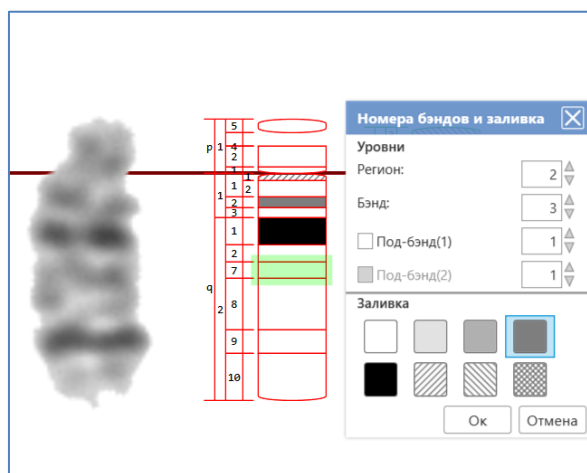 Номера бэндов и заливка
Уровни
Регион:
2
Бэнд:
3
Под-бэнд(1)
1
Под-бэнд(2)
1
Заливка
Ок
Отмена
5
p
1
4
2
1
1
1
2
1
2
3
1
2
7
q
8
2
9
10